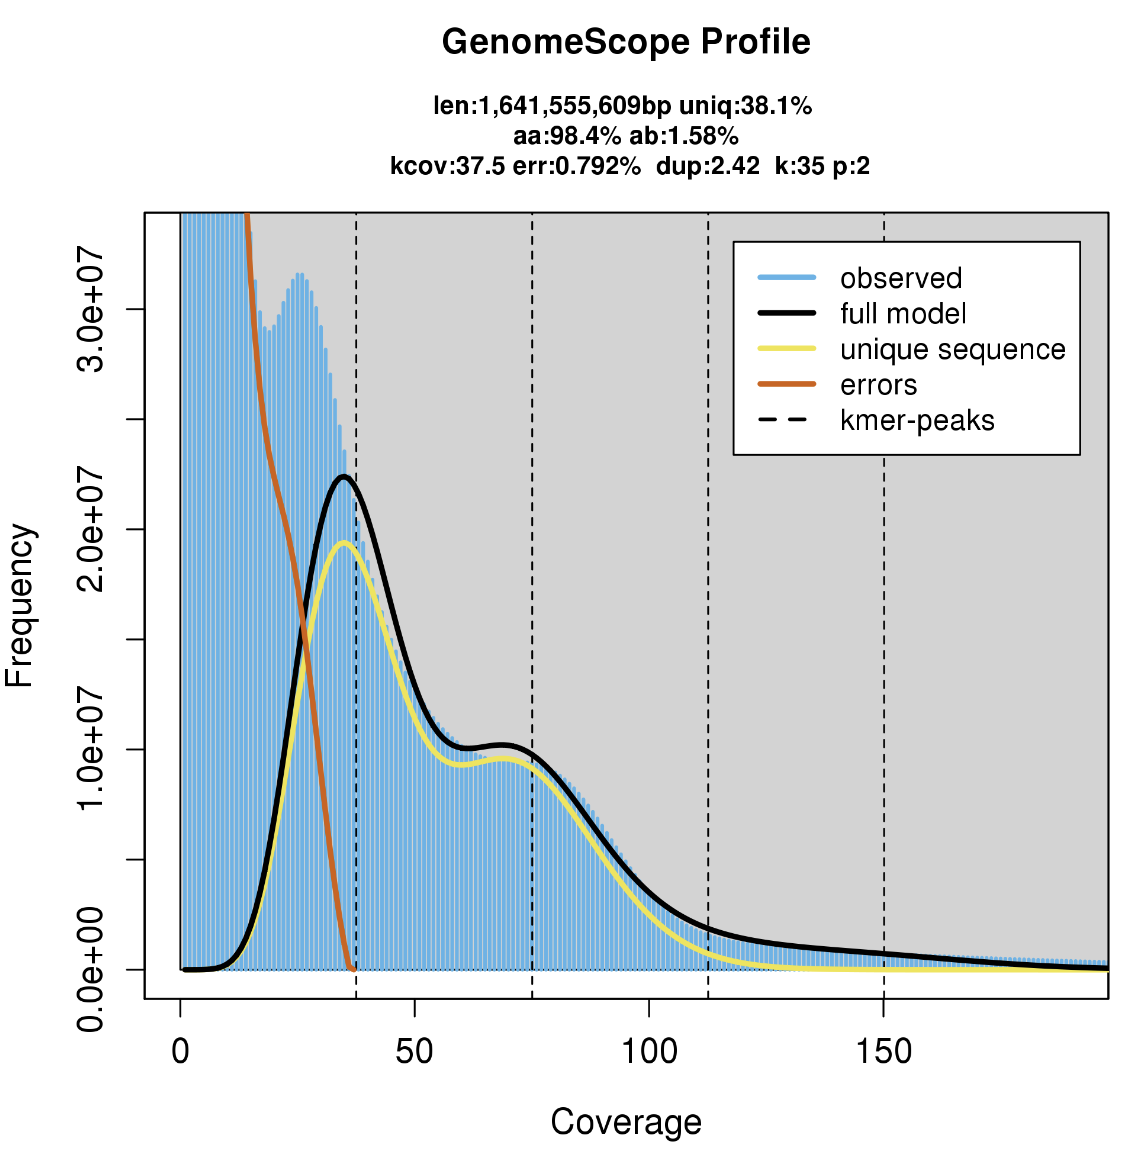 GenomeScope Profile
len:1,641,555,609bp uniq:38.1%
aa:98.4% ab:1.58%
kcov:37.5 err:0.792% dup:2.42 k:35 p:2
observed
full model
unique sequence
errors
kmer-peaks
Frequency
3.0e+07
2.0e+07
1.0e+07
0.0e+00
0 50 100 150
Coverage